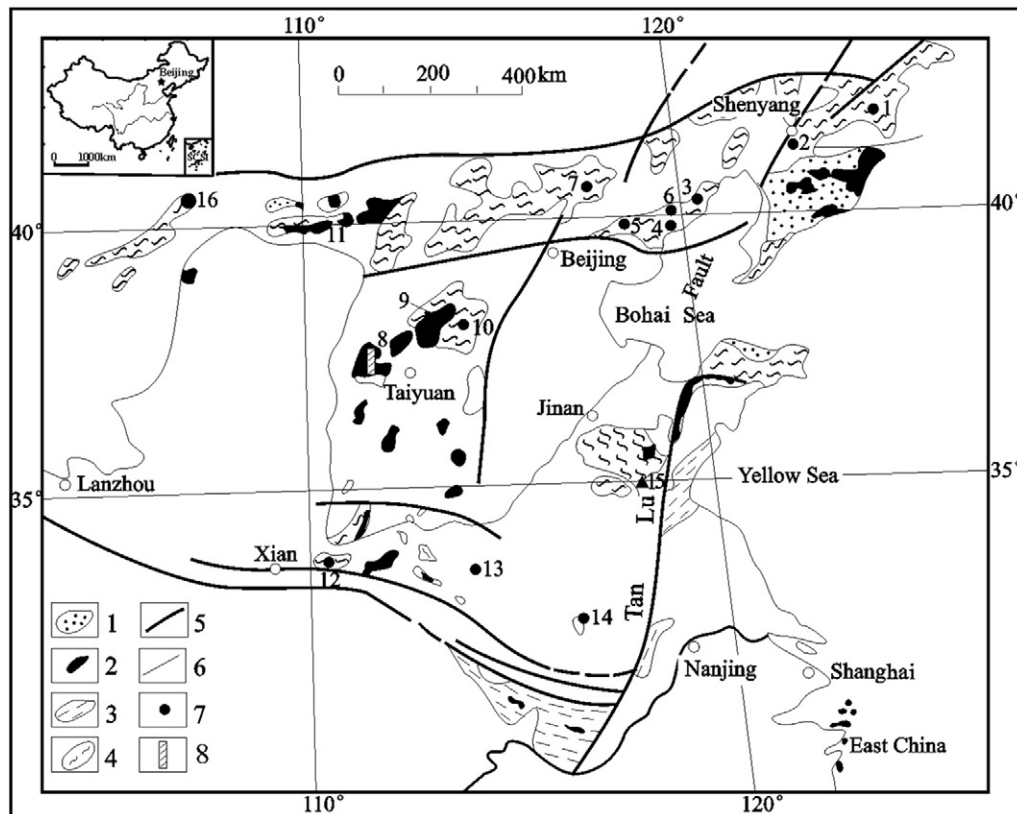 110°
120°
Beijing
0 1000km
SC.St
0 200 400km
Shenyang
1
2
3
7
6
16
5
4
40°
40°
11
Beijing
Fault
Bohai Sea
9
10
8
Taiyuan
Jinan
Lanzhou
15
Yellow Sea
35°
35°
Lu
Xian
12
13
14
Tan
Nanjing
Shanghai
East China
1
5
2
6
3
7
4
8
110°
120°